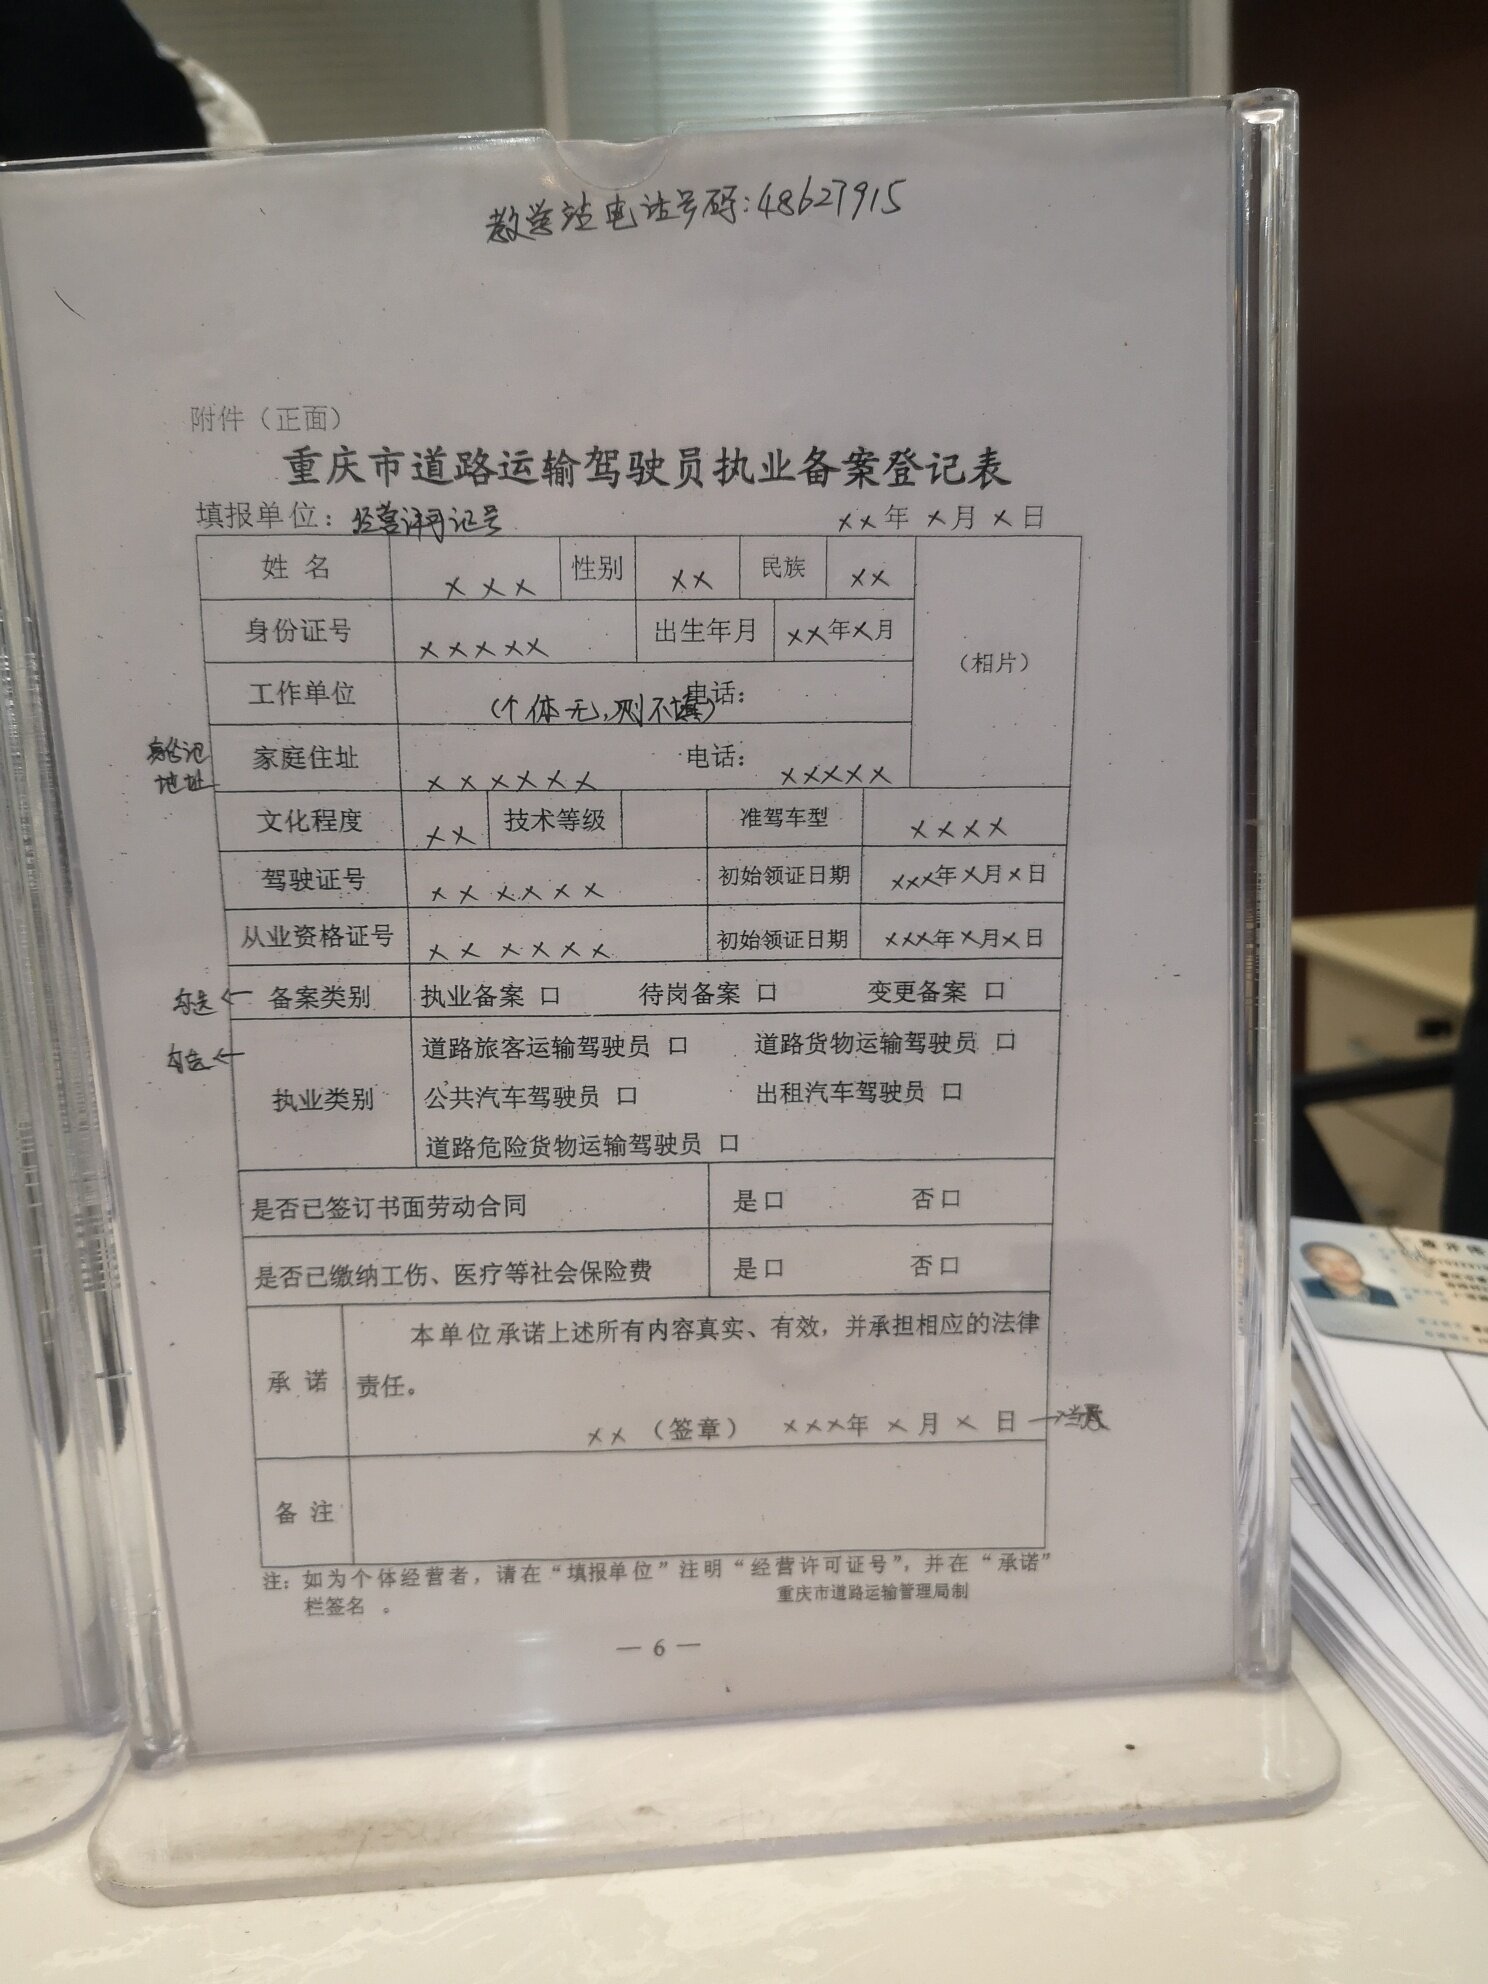 教学站电话号码:48627915
附件（正面）
重庆市道路运输驾驶员执业备案登记表
填报单位：经营许可证号 ××年×月×日
姓名 ××× 性别 ×× 民族 ××
身份证号 ××××× 出生年月 ××年×月
（相片）
工作单位 (个体无,则不填) 电话：
身份证地址
家庭住址 ×××××× 电话： ×××××
文化程度 ×× 技术等级 准驾车型 ××××
驾驶证号 ×××××× 初始领证日期 ×××年×月×日
从业资格证号 ×××××× 初始领证日期 ×××年×月×日
勾选← 备案类别 执业备案 口 待岗备案 口 变更备案 口
勾选← 执业类别
道路旅客运输驾驶员 口 道路货物运输驾驶员 口
公共汽车驾驶员 口 出租汽车驾驶员 口
道路危险货物运输驾驶员 口
是否已签订书面劳动合同 是口 否口
是否已缴纳工伤、医疗等社会保险费 是口 否口
承诺
本单位承诺上述所有内容真实、有效，并承担相应的法律
责任。
××（签章） ×××年×月×日→
备注
注：如为个体经营者，请在“填报单位”注明“经营许可证号”，并在“承诺”
栏签名。
重庆市道路运输管理局制
— 6 —